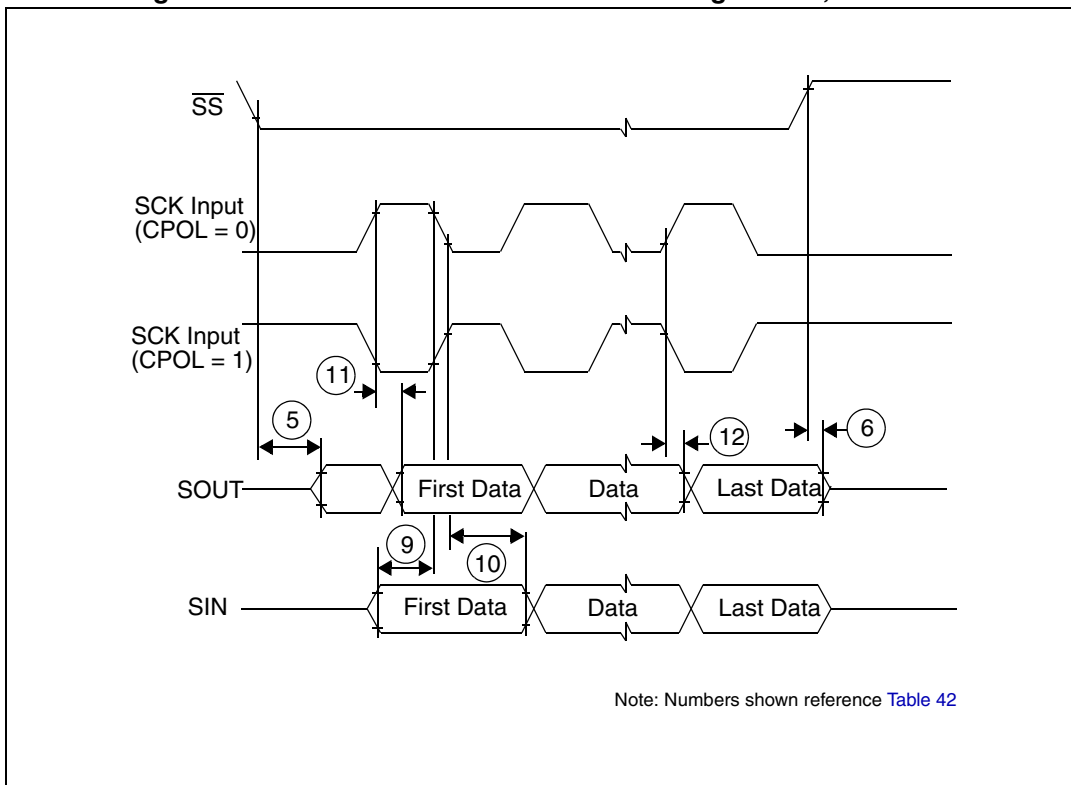 SS
SCK Input
(CPOL = 0)
SCK Input
(CPOL = 1)
11
5
12
6
SOUT
First Data
Data
Last Data
9
10
SIN
First Data
Data
Last Data
Note: Numbers shown reference Table 42